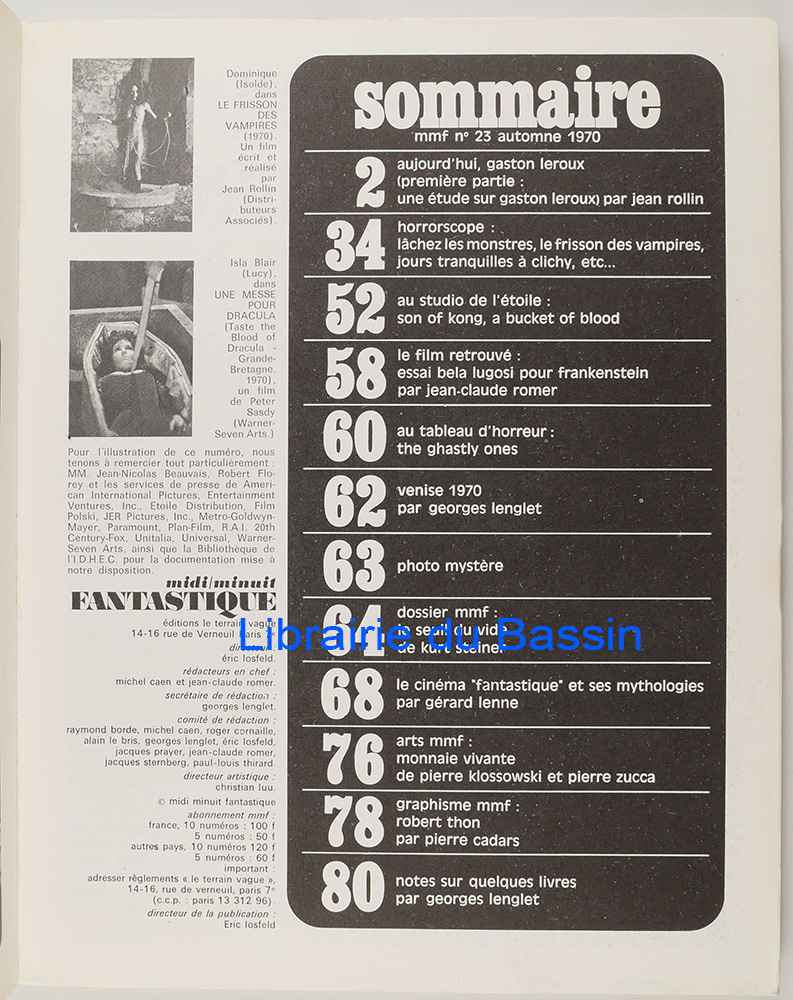 Dominique
(Isolde),
dans
LE FRISSON
DES
VAMPIRES
(1970).
Un film
écrit et
réalisé
par
Jean Rollin
(Distri-
buteurs
Associés).
Isla Blair
(Lucy),
dans
UNE MESSE
POUR
DRACULA
(Taste the
Blood of
Dracula -
Grande-
Bretagne,
1970),
un film
de Peter
Sasdy
(Warner-
Seven Arts.)
Pour l'illustration de ce numéro, nous
tenons à remercier tout particulièrement :
MM. Jean-Nicolas Beauvais, Robert Flo-
rey et les services de presse de Ameri-
can International Pictures, Entertainment
Ventures, Inc., Etoile Distribution, Film
Polski, JER Pictures, Inc., Metro-Goldwyn-
Mayer, Paramount, Plan-Film, R.A.I. 20th
Century-Fox, Unitalia, Universal, Warner-
Seven Arts, ainsi que la Bibliothèque de
l'I.D.H.E.C. pour la documentation mise à
notre disposition.
midi/minuit
FANTASTIQUE
éditions le terrain vague
14-16 rue de Verneuil Paris
éric losfeld.
rédacteurs en chef :
michel caen et jean-claude romer.
secrétaire de rédaction :
georges lenglet.
comité de rédaction :
raymond borde, michel caen, roger cornaille,
alain le bris, georges lenglet, éric losfeld,
jacques prayer, jean-claude romer,
jacques sternberg, paul-louis thirard.
directeur artistique :
christian luu.
© midi minuit fantastique
abonnement mmf :
france, 10 numéros : 100 f
5 numéros : 50 f
autres pays, 10 numéros 120 f
5 numéros : 60 f
important :
adresser règlements « le terrain vague »,
14-16, rue de verneuil, paris 7e
(c.c.p. : paris 13 312 96).
directeur de la publication :
Eric losfeld
sommaire
mmf n° 23 automne 1970
2
aujourd'hui, gaston leroux
(première partie :
une étude sur gaston leroux) par jean rollin
34
horrorscope :
lâchez les monstres, le frisson des vampires,
jours tranquilles à clichy, etc...
52
au studio de l'étoile :
son of kong, a bucket of blood
58
le film retrouvé :
essai bela lugosi pour frankenstein
par jean-claude romer
60
au tableau d'horreur :
the ghastly ones
62
venise 1970
par georges lenglet
63
photo mystère
64
dossier mmf :
le seuil du vide
de kurt steiner
68
le cinéma "fantastique" et ses mythologies
par gérard lenne
76
arts mmf :
monnaie vivante
de pierre klossowski et pierre zucca
78
graphisme mmf :
robert thon
par pierre cadars
80
notes sur quelques livres
par georges lenglet
Librairie du Bassin